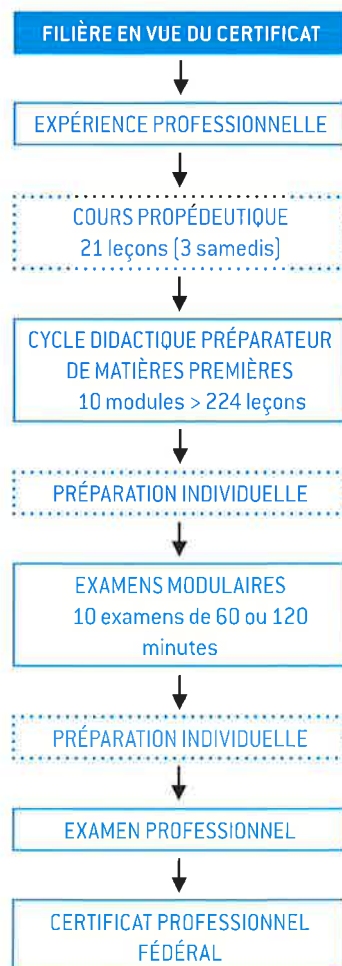 FILIÈRE EN VUE DU CERTIFICAT
EXPÉRIENCE PROFESSIONNELLE
COURS PROPÉDEUTIQUE
21 leçons (3 samedis)
CYCLE DIDACTIQUE PRÉPARATEUR
DE MATIÈRES PREMIÈRES
10 modules > 224 leçons
PRÉPARATION INDIVIDUELLE
EXAMENS MODULAIRES
10 examens de 60 ou 120
minutes
PRÉPARATION INDIVIDUELLE
EXAMEN PROFESSIONNEL
CERTIFICAT PROFESSIONNEL
FÉDÉRAL